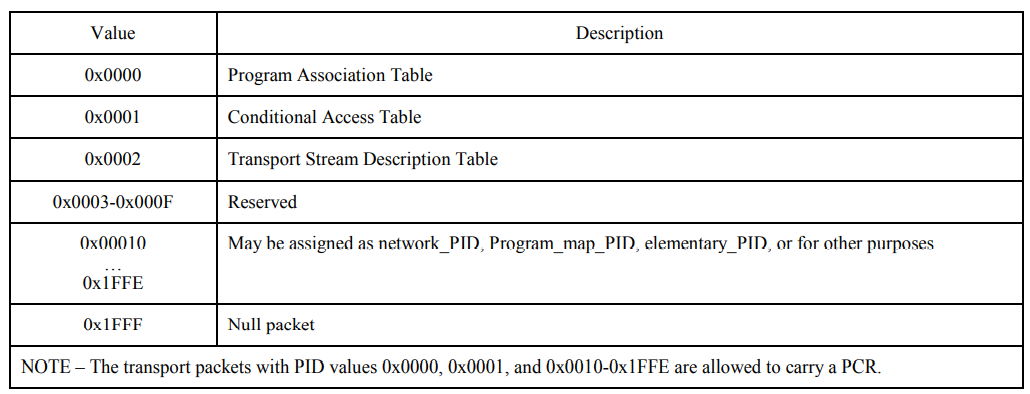 Value Description
0x0000 Program Association Table
0x0001 Conditional Access Table
0x0002 Transport Stream Description Table
0x0003-0x000F Reserved
0x00010 May be assigned as network_PID, Program_map_PID, elementary_PID, or for other purposes
…
0x1FFE
0x1FFF Null packet
NOTE – The transport packets with PID values 0x0000, 0x0001, and 0x0010-0x1FFE are allowed to carry a PCR.